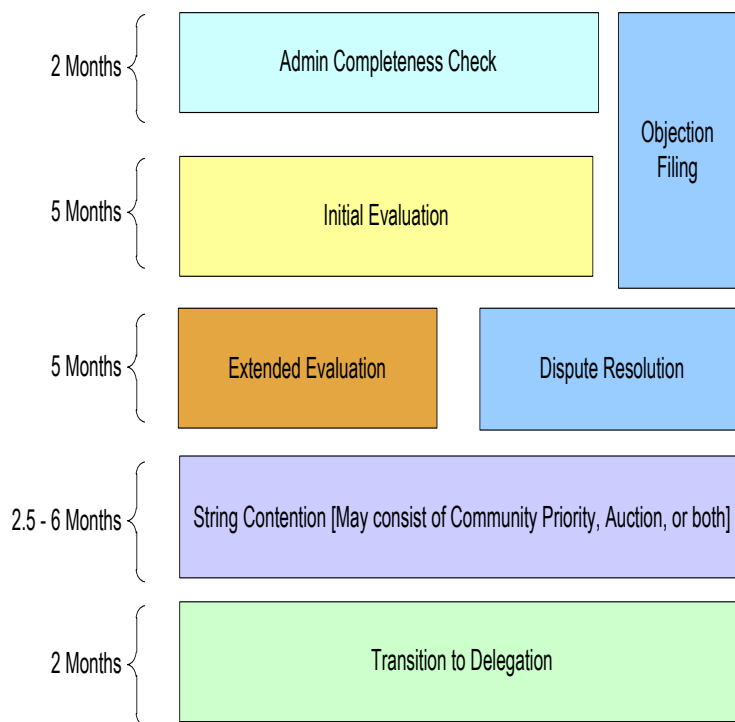 2 Months
Admin Completeness Check
Objection
Filing
5 Months
Initial Evaluation
5 Months
Extended Evaluation
Dispute Resolution
2.5 - 6 Months
String Contention [May consist of Community Priority, Auction, or both]
2 Months
Transition to Delegation